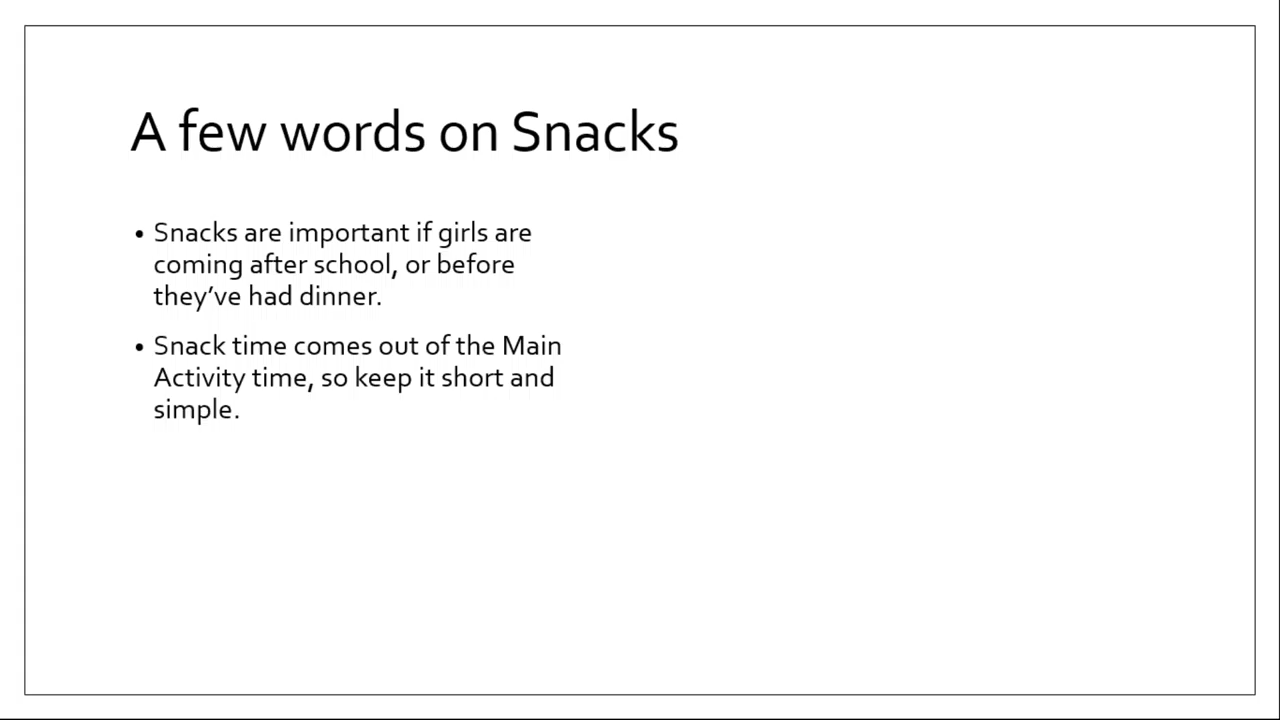 A few words on Snacks
• Snacks are important if girls are
coming after school, or before
they’ve had dinner.
• Snack time comes out of the Main
Activity time, so keep it short and
simple.